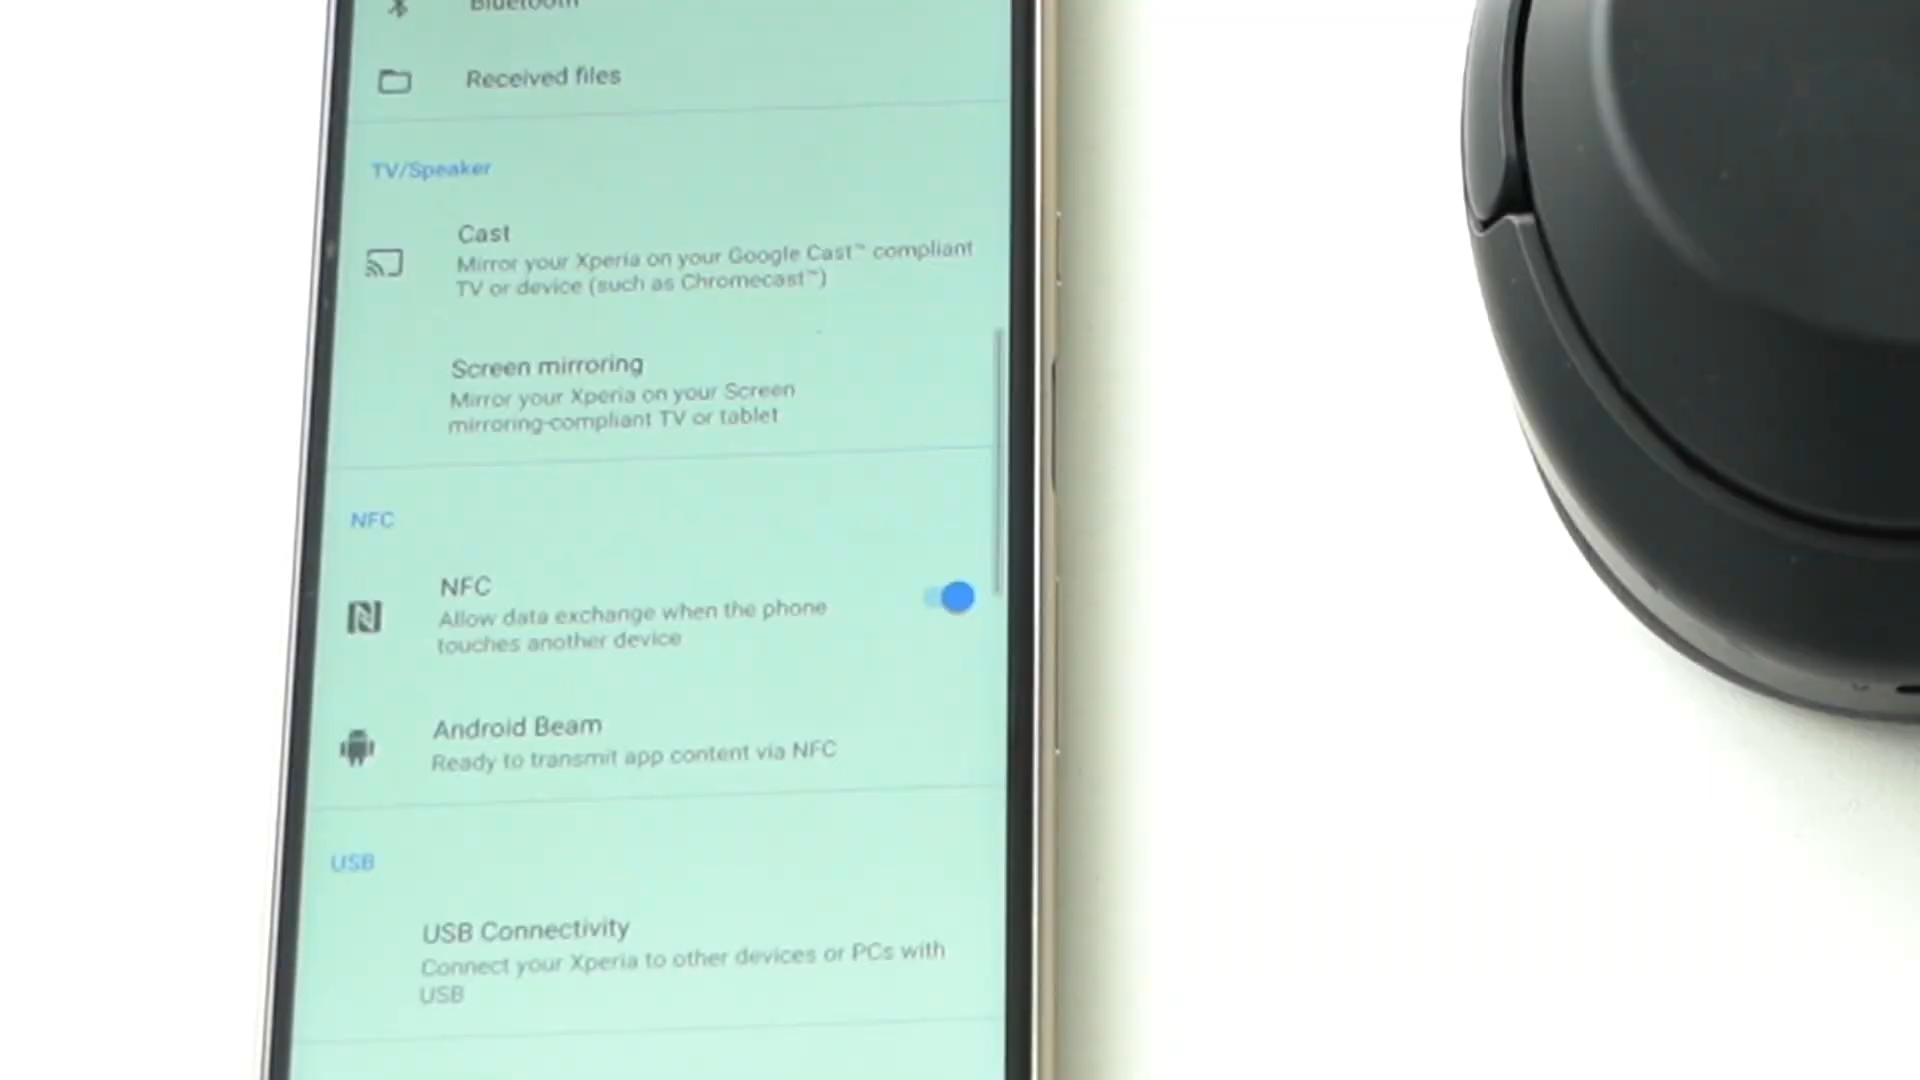 Bluetooth
Received files
TV/Speaker
Cast
Mirror your Xperia on your Google Cast™ compliant
TV or device (such as Chromecast™)
Screen mirroring
Mirror your Xperia on your Screen
mirroring-compliant TV or tablet
NFC
NFC
Allow data exchange when the phone
touches another device
Android Beam
Ready to transmit app content via NFC
USB
USB Connectivity
Connect your Xperia to other devices or PCs with
USB